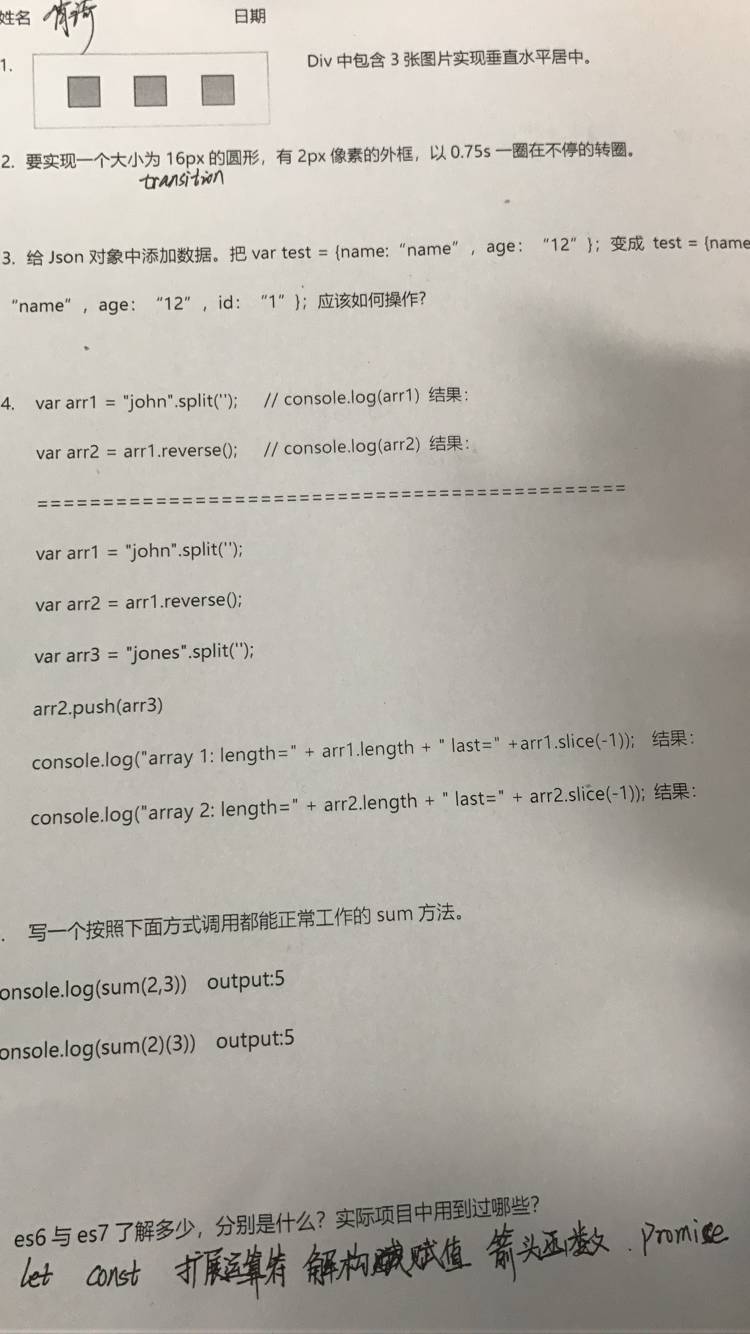 姓名 日期
1. Div 中包含 3 张图片实现垂直水平居中。
2. 要实现一个大小为 16px 的圆形，有 2px 像素的外框，以 0.75s 一圈在不停的转圈。
transition
3. 给 Json 对象中添加数据。把 var test = {name:“name”，age：“12”}；变成 test = {name
“name”，age：“12”，id：“1”}；应该如何操作?
4. var arr1 = "john".split(''); // console.log(arr1) 结果：
var arr2 = arr1.reverse(); // console.log(arr2) 结果：
=============================================
var arr1 = "john".split('');
var arr2 = arr1.reverse();
var arr3 = "jones".split('');
arr2.push(arr3)
console.log("array 1: length=" + arr1.length + " last=" +arr1.slice(-1)); 结果：
console.log("array 2: length=" + arr2.length + " last=" + arr2.slice(-1)); 结果：
. 写一个按照下面方式调用都能正常工作的 sum 方法。
onsole.log(sum(2,3)) output:5
onsole.log(sum(2)(3)) output:5
es6 与 es7 了解多少，分别是什么？实际项目中用到过哪些？
let const 扩展运算符 解构赋值 箭头函数 . promise